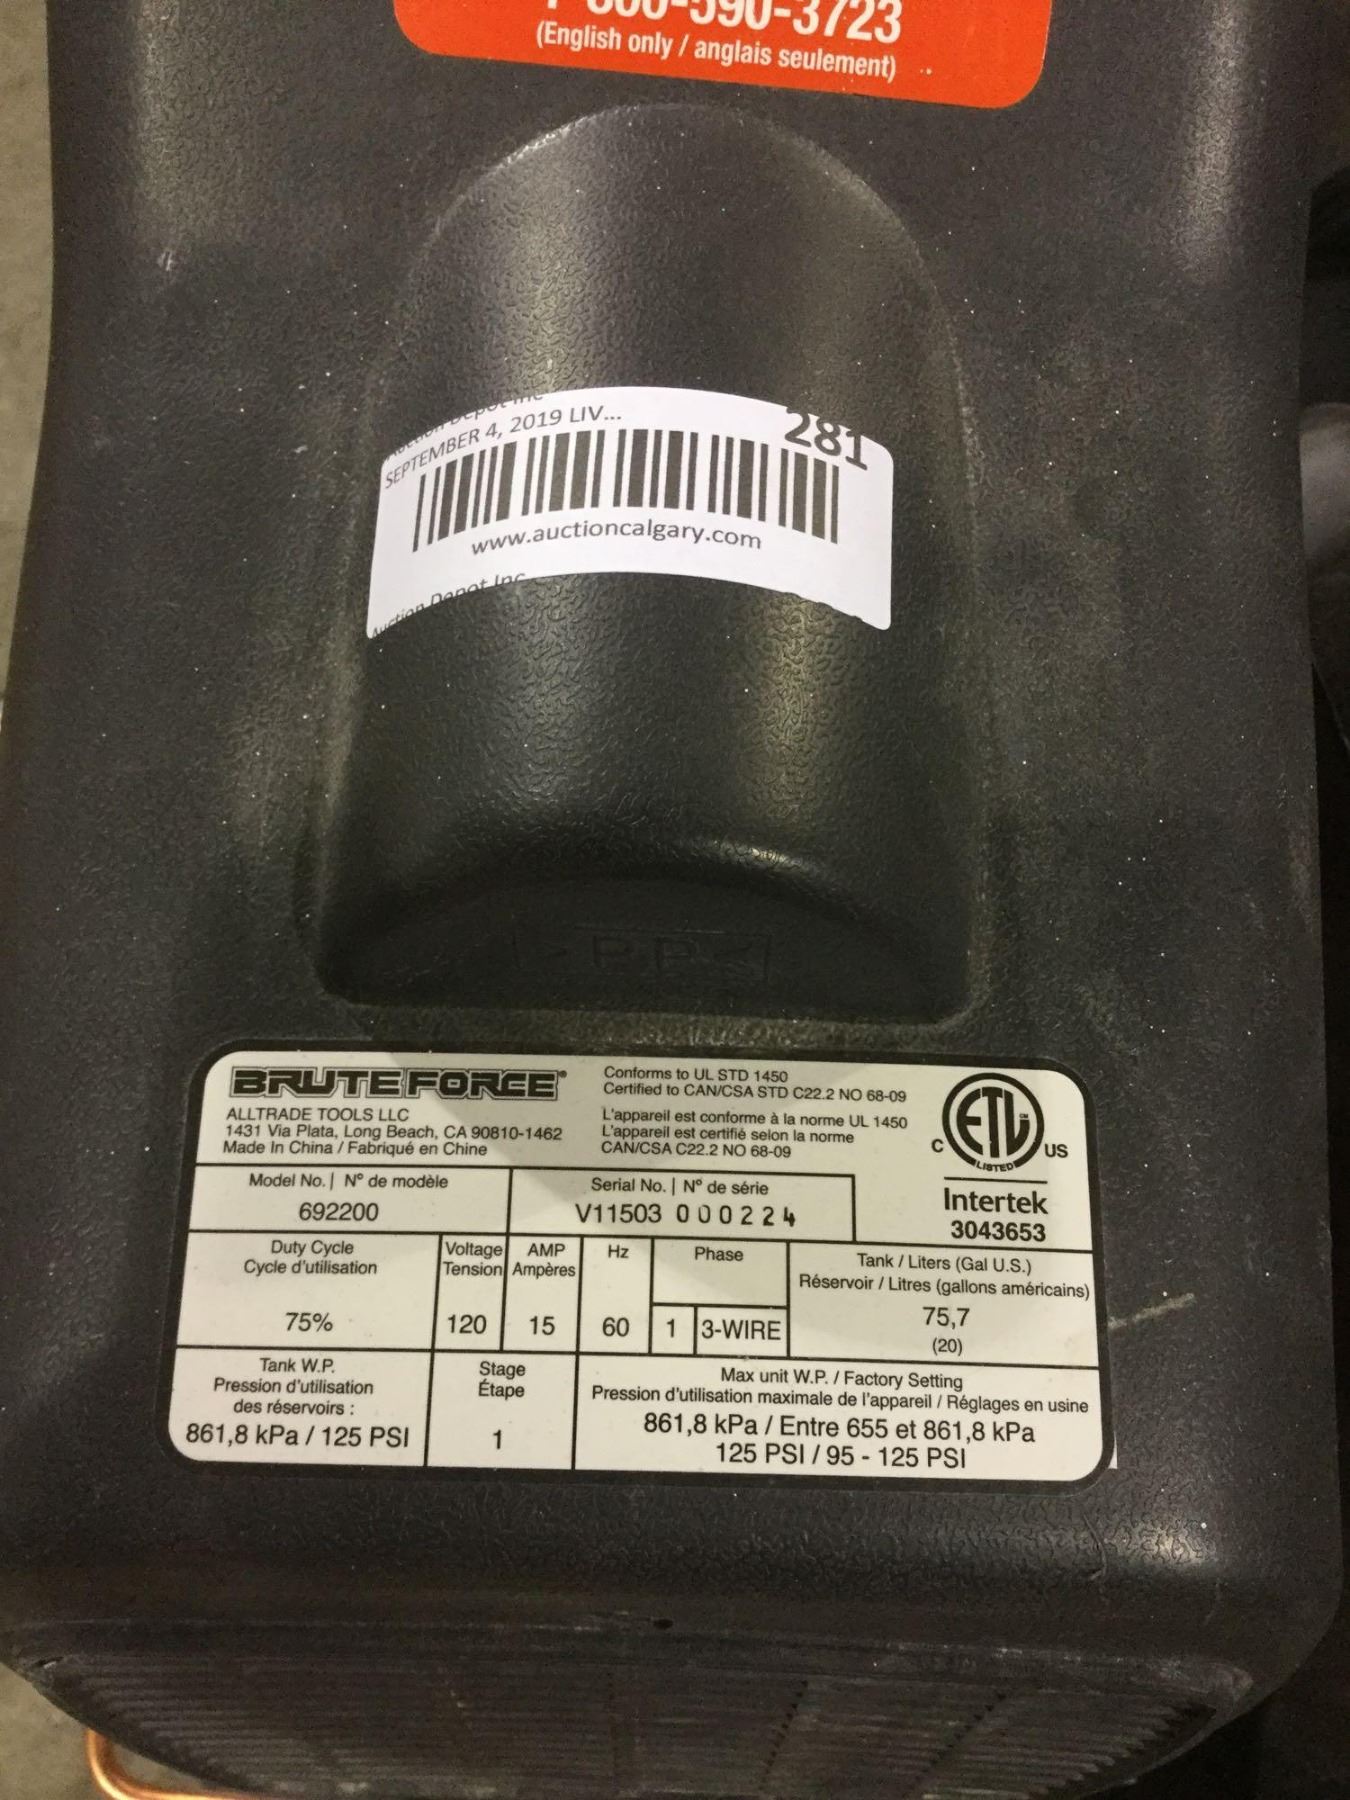 00-590-3723
(English only / anglais seulement)
281
SEPTEMBER 4, 2019 LIV...
www.auctioncalgary.com
Auction Depot Inc
BRUTE FORCE®
ALLTRADE TOOLS LLC
1431 Via Plata, Long Beach, CA 90810-1462
Made In China / Fabriqué en Chine
Conforms to UL STD 1450
Certified to CAN/CSA STD C22.2 NO 68-09
L'appareil est conforme à la norme UL 1450
L'appareil est certifié selon la norme
CAN/CSA C22.2 NO 68-09
ETL
CM
LISTED
C
US
Intertek
3043653
Model No. | N° de modèle
692200
Serial No. | N° de série
V11503 000224
Duty Cycle
Cycle d'utilisation
75%
Voltage
Tension
120
AMP
Ampères
15
Hz
60
Phase
1
3-WIRE
Tank / Liters (Gal U.S.)
Réservoir / Litres (gallons américains)
75,7
(20)
Tank W.P.
Pression d'utilisation
des réservoirs :
861,8 kPa / 125 PSI
Stage
Étape
1
Max unit W.P. / Factory Setting
Pression d'utilisation maximale de l'appareil / Réglages en usine
861,8 kPa / Entre 655 et 861,8 kPa
125 PSI / 95 - 125 PSI